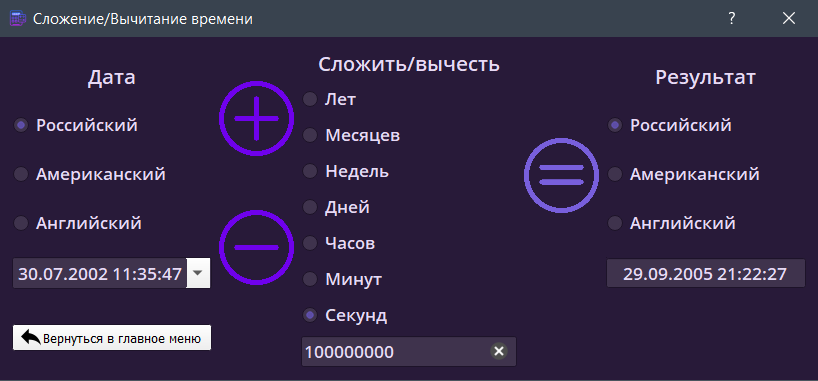 Сложение/Вычитание времени
Дата
Российский
Американский
Английский
30.07.2002 11:35:47
Вернуться в главное меню
Сложить/вычесть
Лет
Месяцев
Недель
Дней
Часов
Минут
Секунд
100000000
Результат
Российский
Американский
Английский
29.09.2005 21:22:27